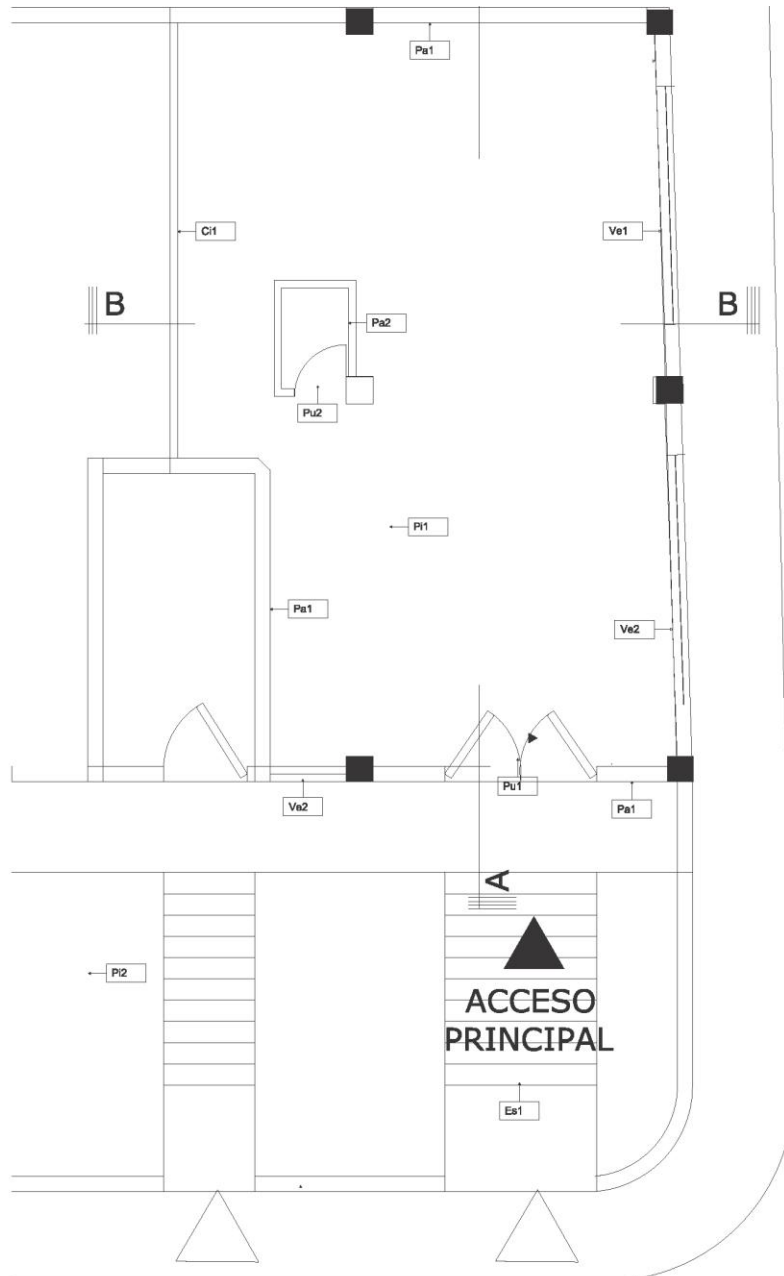 Pa1
Ci1
Ve1
B
B
Pa2
Pu2
Pi1
Pa1
Ve2
Pu1
Ve2
Pa1
A
Pi2
ACCESO
PRINCIPAL
Es1